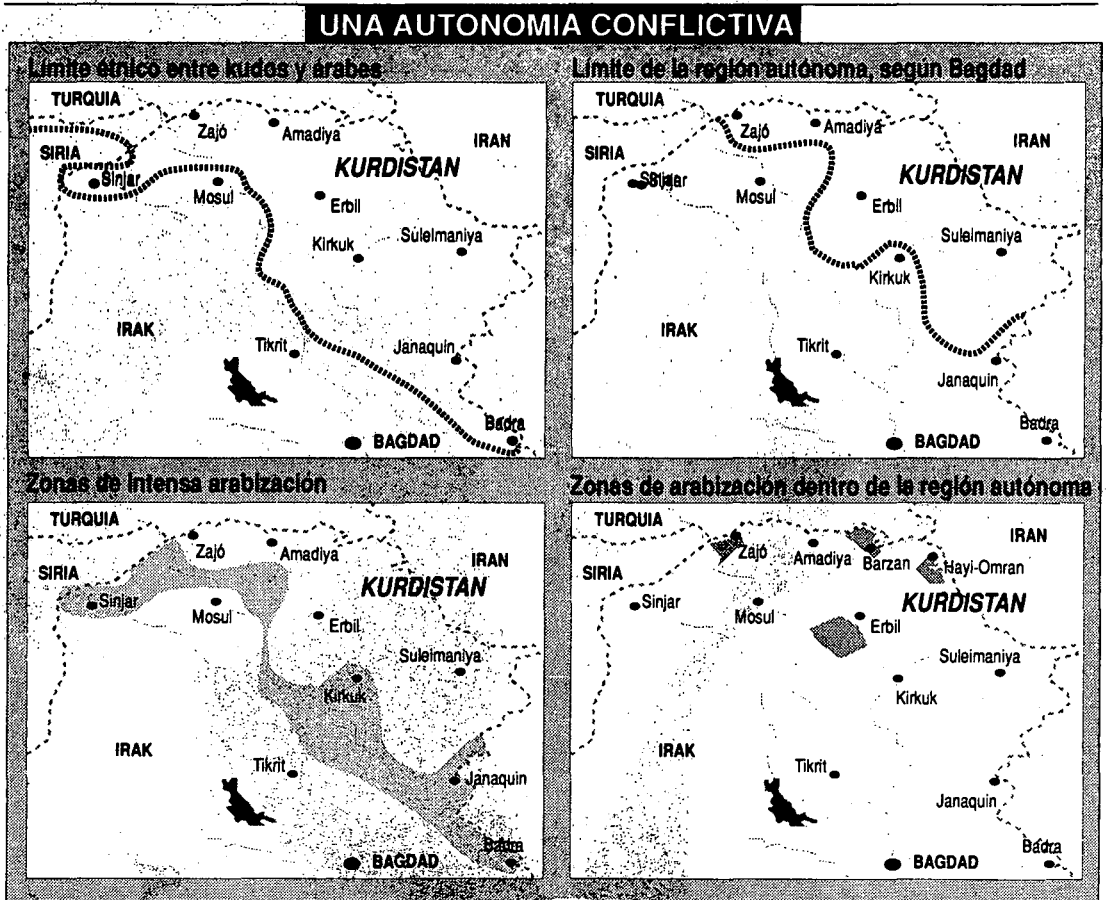 UNA AUTONOMIA CONFLICTIVA
Límite étnico entre kudos y árabes
TURQUIA
Zajó
Amadiya
IRAN
SIRIA
KURDISTAN
Sinjar
Mosul
Erbil
Kirkuk
Suleimaniya
IRAK
Tikrit
Janaquin
Badra
BAGDAD
Límite de la región autónoma, según Bagdad
TURQUIA
Zajó
Amadiya
IRAN
SIRIA
KURDISTAN
Mosul
Erbil
Suleimaniya
Kirkuk
IRAK
Tikrit
Janaquin
Badra
BAGDAD
Zonas de intensa arabización
TURQUIA
Zajó
Amadiya
IRAN
SIRIA
KURDISTAN
Sinjar
Mosul
Erbil
Suleimaniya
Kirkuk
IRAK
Tikrit
Janaquin
Badra
BAGDAD
Zonas de arabización dentro de la región autónoma
TURQUIA
Zajó
Amadiya
Barzan
IRAN
Hayi-Omran
SIRIA
KURDISTAN
Sinjar
Mosul
Erbil
Suleimaniya
Kirkuk
IRAK
Tikrit
Janaquin
Badra
BAGDAD